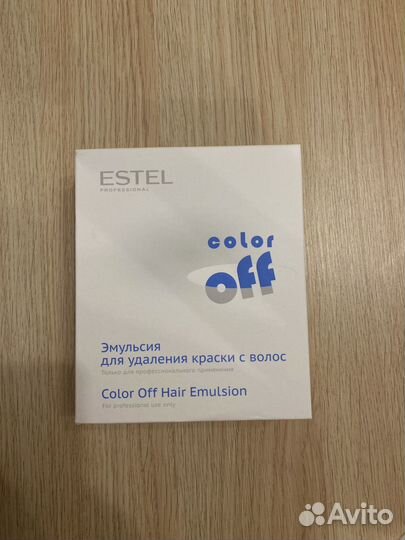 ESTEL
PROFESSIONAL
color
off
Эмульсия
для удаления краски с волос
Только для профессионального применения
Color Off Hair Emulsion
For professional use only
Avito